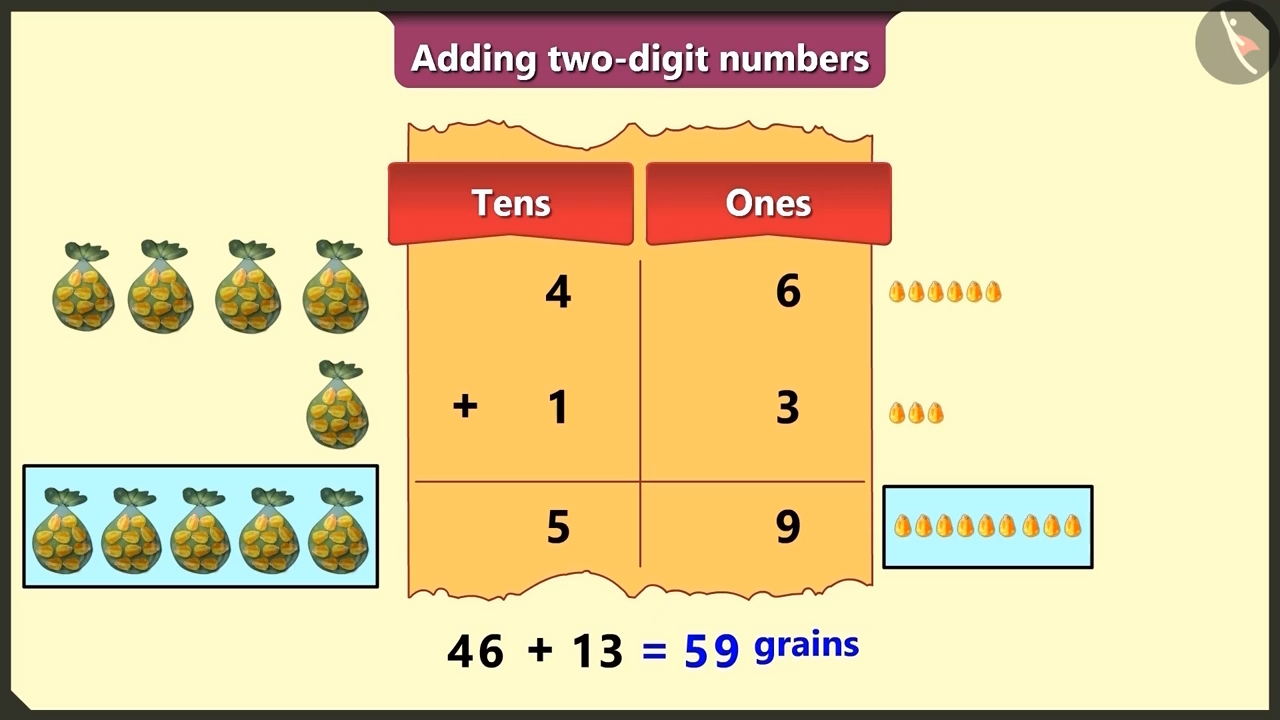 Adding two-digit numbers
Tens Ones
4 6
+ 1 3
5 9
46 + 13 = 59 grains